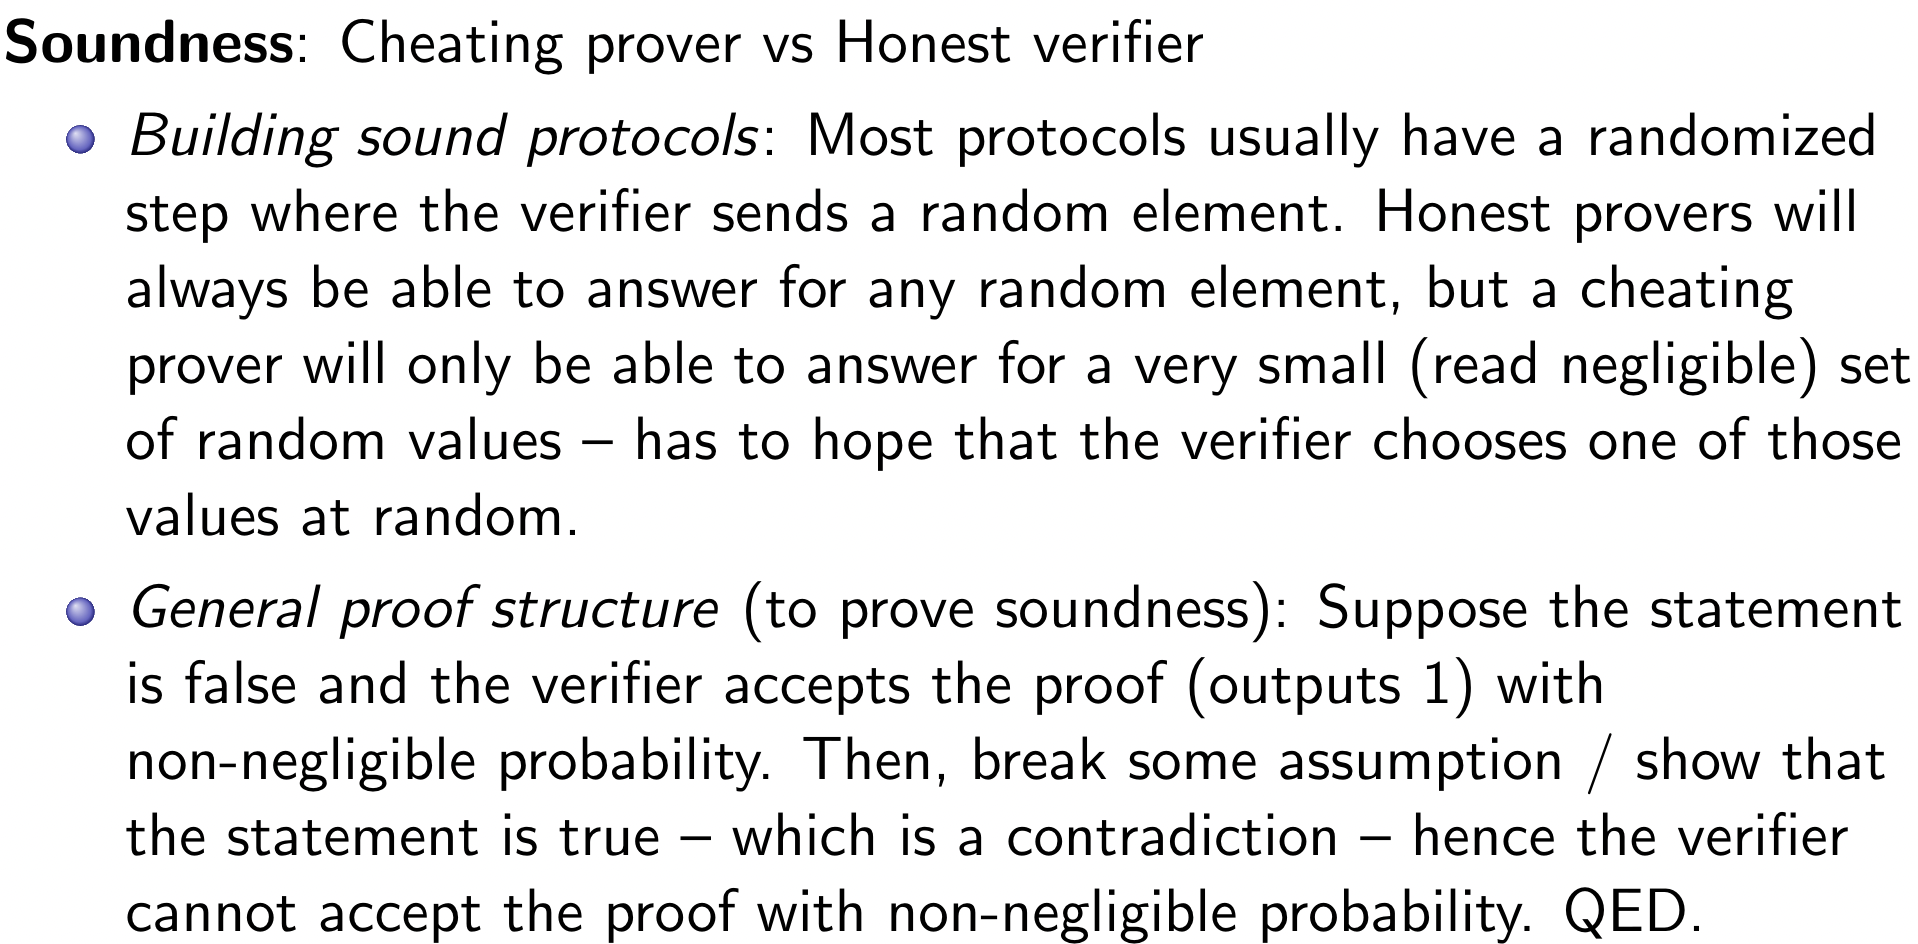 Soundness: Cheating prover vs Honest verifier
Building sound protocols: Most protocols usually have a randomized
step where the verifier sends a random element. Honest provers will
always be able to answer for any random element, but a cheating
prover will only be able to answer for a very small (read negligible) set
of random values – has to hope that the verifier chooses one of those
values at random.
General proof structure (to prove soundness): Suppose the statement
is false and the verifier accepts the proof (outputs 1) with
non-negligible probability. Then, break some assumption / show that
the statement is true – which is a contradiction – hence the verifier
cannot accept the proof with non-negligible probability. QED.